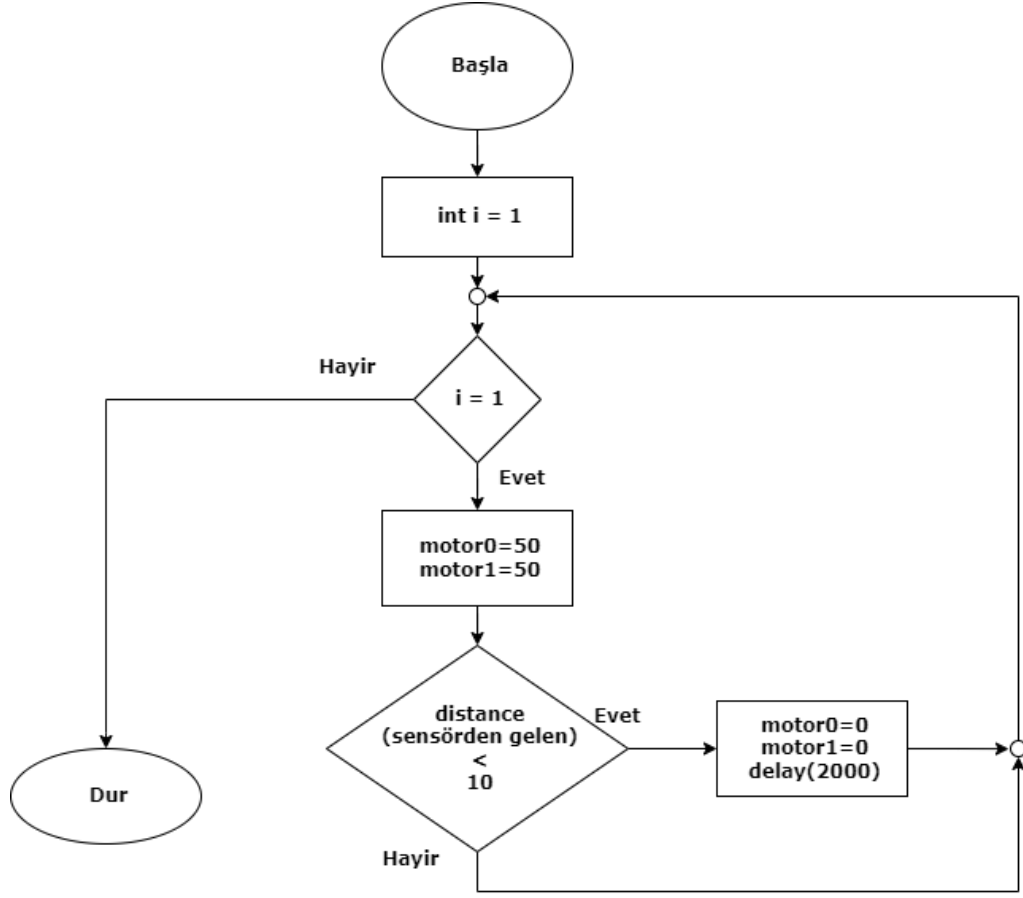 Başla
int i = 1
Hayir
i = 1
Evet
motor0=50
motor1=50
distance
(sensörden gelen)
<
10
Evet
motor0=0
motor1=0
delay(2000)
Dur
Hayir